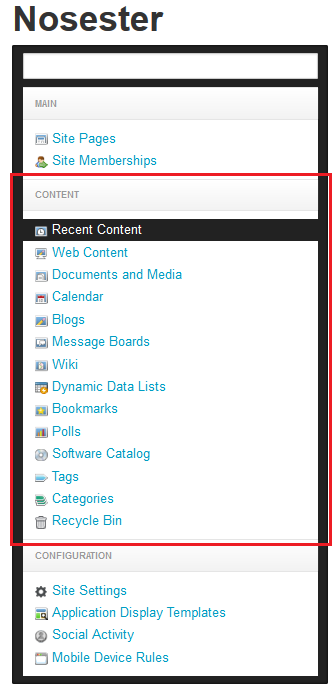 Nosester
MAIN
Site Pages
Site Memberships
CONTENT
Recent Content
Web Content
Documents and Media
Calendar
Blogs
Message Boards
Wiki
Dynamic Data Lists
Bookmarks
Polls
Software Catalog
Tags
Categories
Recycle Bin
CONFIGURATION
Site Settings
Application Display Templates
Social Activity
Mobile Device Rules